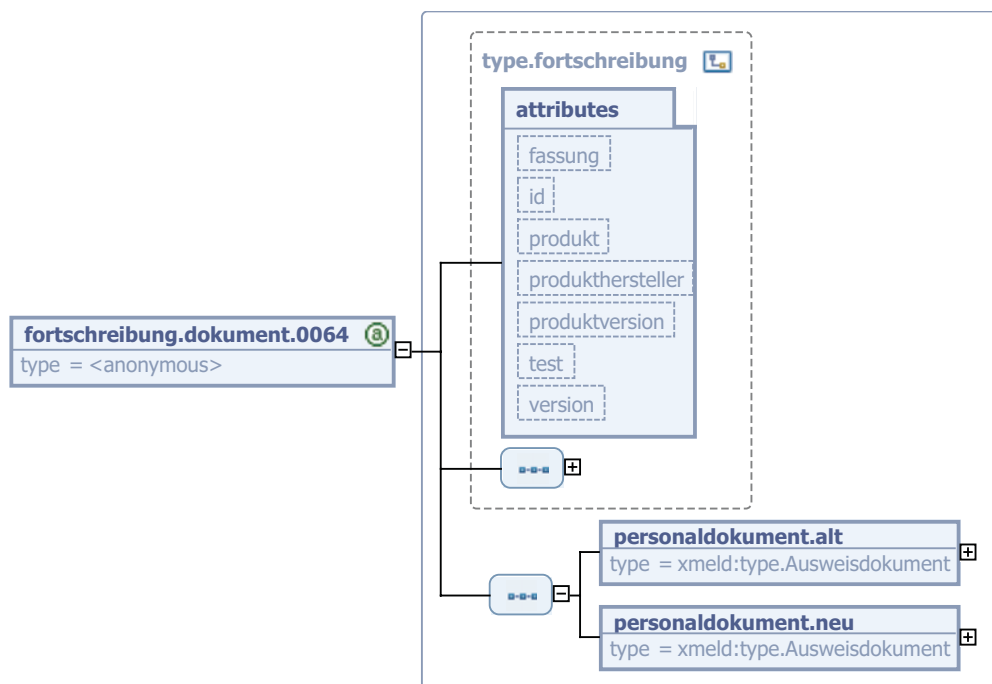 type.fortschreibung
attributes
fassung
id
produkt
produkthersteller
produktversion
test
version
fortschreibung.dokument.0064
type = <anonymous>
personaldokument.alt
type = xmeld:type.Ausweisdokument
personaldokument.neu
type = xmeld:type.Ausweisdokument